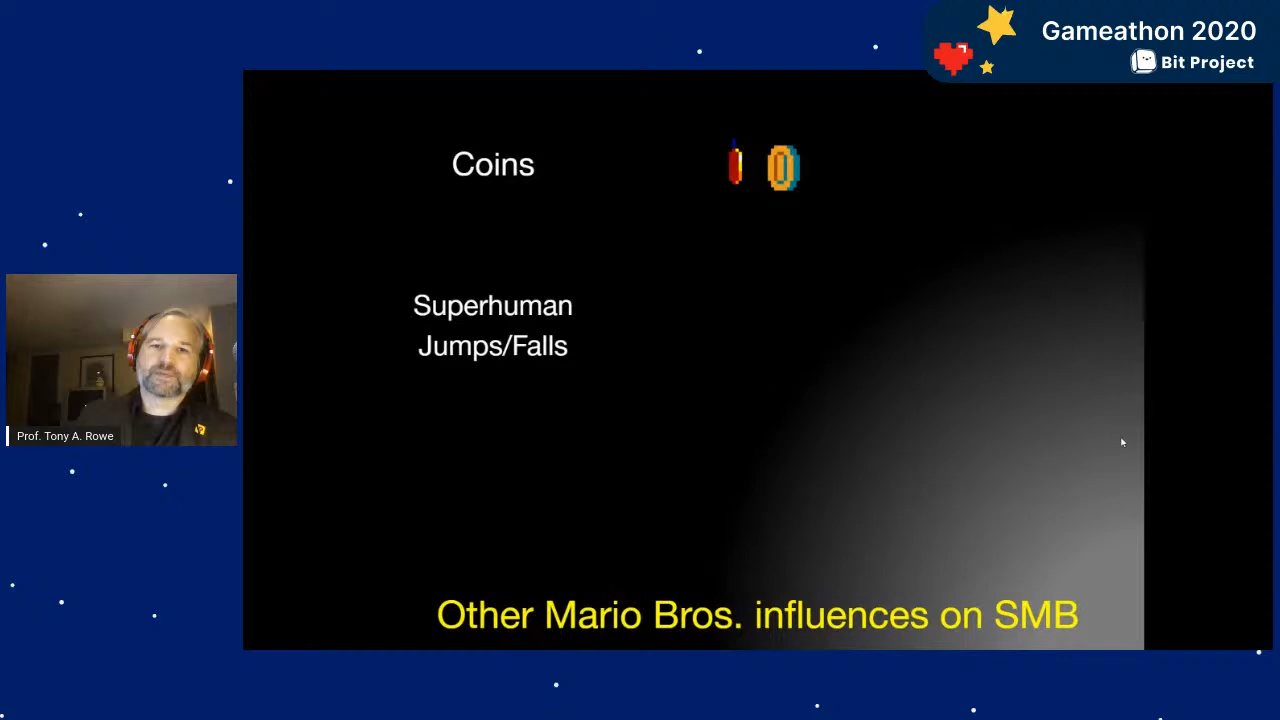 Gameathon 2020
Bit Project
Coins
Superhuman
Jumps/Falls
Prof. Tony A. Rowe
Other Mario Bros. influences on SMB